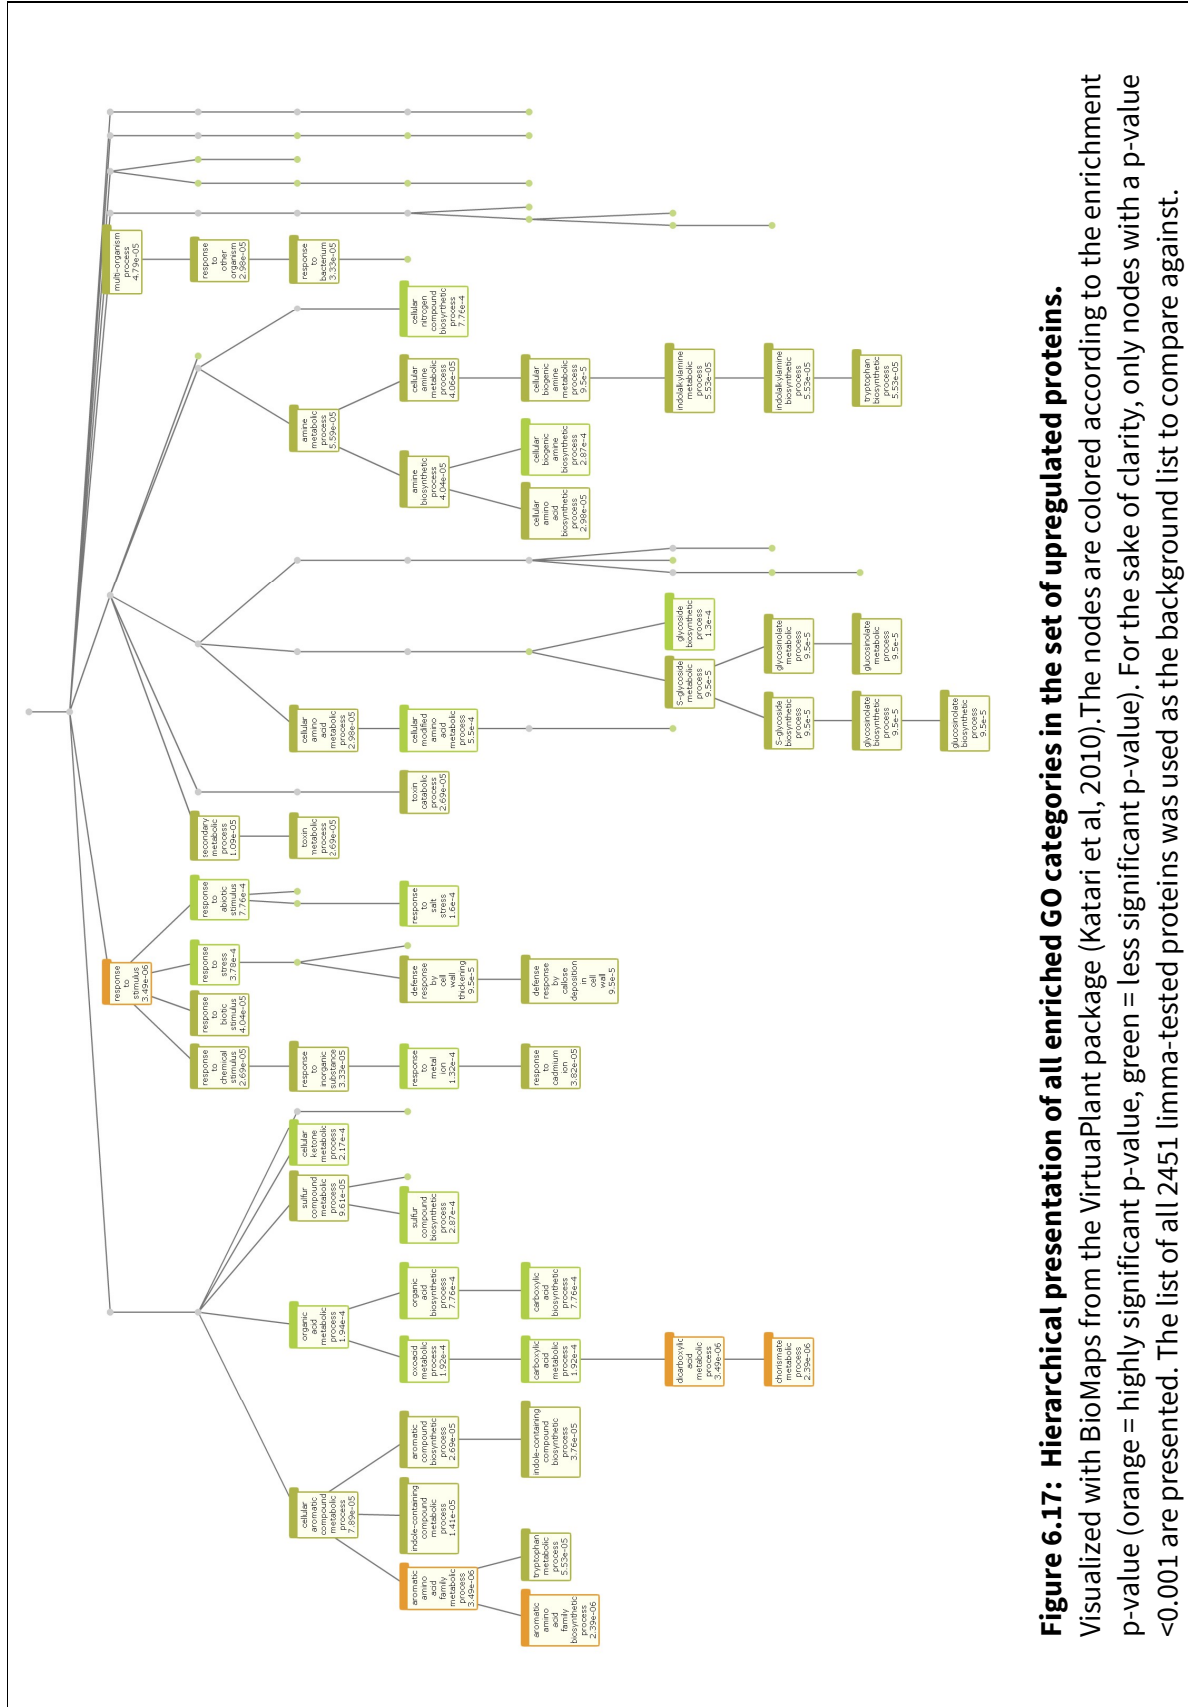 multi-organism
process
4.79e-05
response
to
other
organism
2.98e-05
response
to
bacterium
3.33e-05
cellular
nitrogen
compound
biosynthetic
process
7.76e-4
amine
metabolic
process
5.59e-05
cellular
amine
metabolic
process
4.06e-05
cellular
biogenic
amine
metabolic
process
9.5e-5
indolalkylamine
metabolic
process
5.53e-05
indolalkylamine
biosynthetic
process
5.53e-05
tryptophan
biosynthetic
process
5.53e-05
amine
biosynthetic
process
4.04e-05
cellular
biogenic
amine
biosynthetic
process
2.87e-4
cellular
amino
acid
biosynthetic
process
2.98e-05
glycoside
biosynthetic
process
1.3e-4
S-glycoside
metabolic
process
9.5e-5
glycosinolate
metabolic
process
9.5e-5
glucosinolate
metabolic
process
9.5e-5
S-glycoside
biosynthetic
process
9.5e-5
glycosinolate
biosynthetic
process
9.5e-5
glucosinolate
biosynthetic
process
9.5e-5
cellular
amino
acid
metabolic
process
2.98e-05
cellular
modified
amino
acid
metabolic
process
5.5e-4
toxin
catabolic
process
2.69e-05
secondary
metabolic
process
1.09e-05
toxin
metabolic
process
2.69e-05
response
to
stimulus
3.49e-06
response
to
abiotic
stimulus
7.76e-4
response
to
salt
stress
1.6e-4
response
to
stress
3.78e-4
defense
response
by
cell
wall
thickening
9.5e-5
defense
response
by
callose
deposition
in
cell
wall
9.5e-5
response
to
biotic
stimulus
4.04e-05
response
to
chemical
stimulus
2.69e-05
response
to
inorganic
substance
3.33e-05
response
to
metal
ion
1.32e-4
response
to
cadmium
ion
3.82e-05
cellular
ketone
metabolic
process
2.17e-4
sulfur
compound
metabolic
process
9.61e-05
sulfur
compound
biosynthetic
process
2.87e-4
organic
acid
metabolic
process
1.94e-4
organic
acid
biosynthetic
process
7.76e-4
carboxylic
acid
biosynthetic
process
7.76e-4
oxoacid
metabolic
process
1.92e-4
carboxylic
acid
metabolic
process
1.92e-4
dicarboxylic
acid
metabolic
process
3.49e-06
chorismate
metabolic
process
2.39e-06
cellular
aromatic
compound
metabolic
process
7.89e-05
aromatic
compound
biosynthetic
process
2.69e-05
indole-containing
compound
biosynthetic
process
3.76e-05
indole-containing
compound
metabolic
process
1.41e-05
aromatic
amino
acid
family
metabolic
process
3.49e-06
tryptophan
metabolic
process
5.53e-05
aromatic
amino
acid family
biosynthetic
process
2.39e-06
Figure 6.17: Hierarchical presentation of all enriched GO categories in the set of upregulated proteins.
Visualized with BioMaps from the VirtuaPlant package (Katari et al, 2010).The nodes are colored according to the enrichment
p-value (orange = highly significant p-value, green = less significant p-value). For the sake of clarity, only nodes with a p-value
<0.001 are presented. The list of all 2451 limma-tested proteins was used as the background list to compare against.